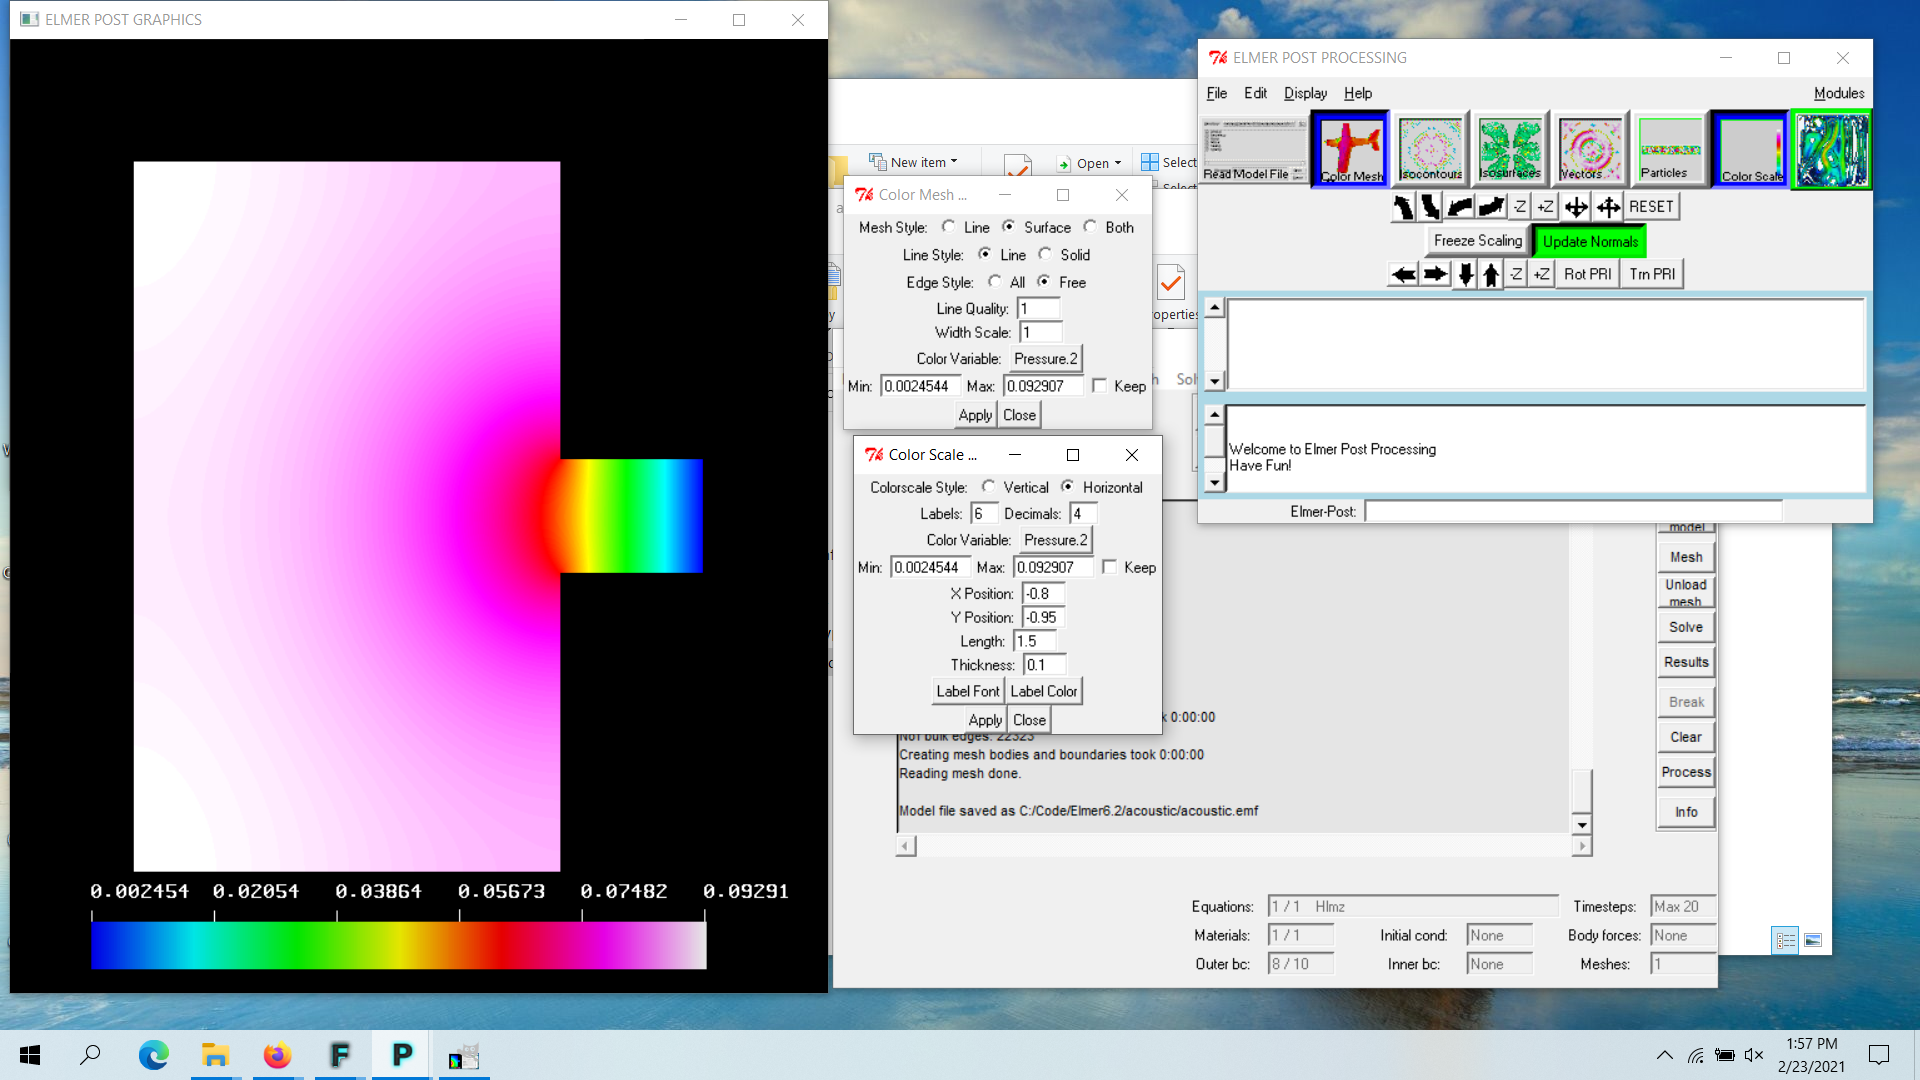 ELMER POST GRAPHICS
0.002454 0.02054 0.03864 0.05673 0.07482 0.09291
New item
Open
Select
Select
roperties
Sol
Color Mesh ...
Mesh Style: Line Surface Both
Line Style: Line Solid
Edge Style: All Free
Line Quality: 1
Width Scale: 1
Color Variable: Pressure.2
Min: 0.0024544 Max: 0.092907 Keep
Apply Close
Color Scale ...
Colorscale Style: Vertical Horizontal
Labels: 6 Decimals: 4
Color Variable: Pressure.2
Min: 0.0024544 Max: 0.092907 Keep
X Position: -0.8
Y Position: -0.95
Length: 1.5
Thickness: 0.1
Label Font Label Color
Apply Close
ELMER POST PROCESSING
File Edit Display Help Modules
Read Model File Color Mesh Isocontours Isosurfaces Vectors Particles Color Scale
-Z +Z RESET
Freeze Scaling Update Normals
-Z +Z Rot PRI Trn PRI
Welcome to Elmer Post Processing
Have Fun!
Elmer-Post:
model
Mesh
Unload
mesh
Solve
Results
Break
Clear
Process
Info
k 0:00:00
Not bulk edges: 22323
Creating mesh bodies and boundaries took 0:00:00
Reading mesh done.
Model file saved as C:/Code/Elmer6.2/acoustic/acoustic.emf
Equations: 1 / 1 Hlmz Timesteps: Max 20
Materials: 1 / 1 Initial cond: None Body forces: None
Outer bc: 8 / 10 Inner bc: None Meshes: 1
F P
1:57 PM
2/23/2021